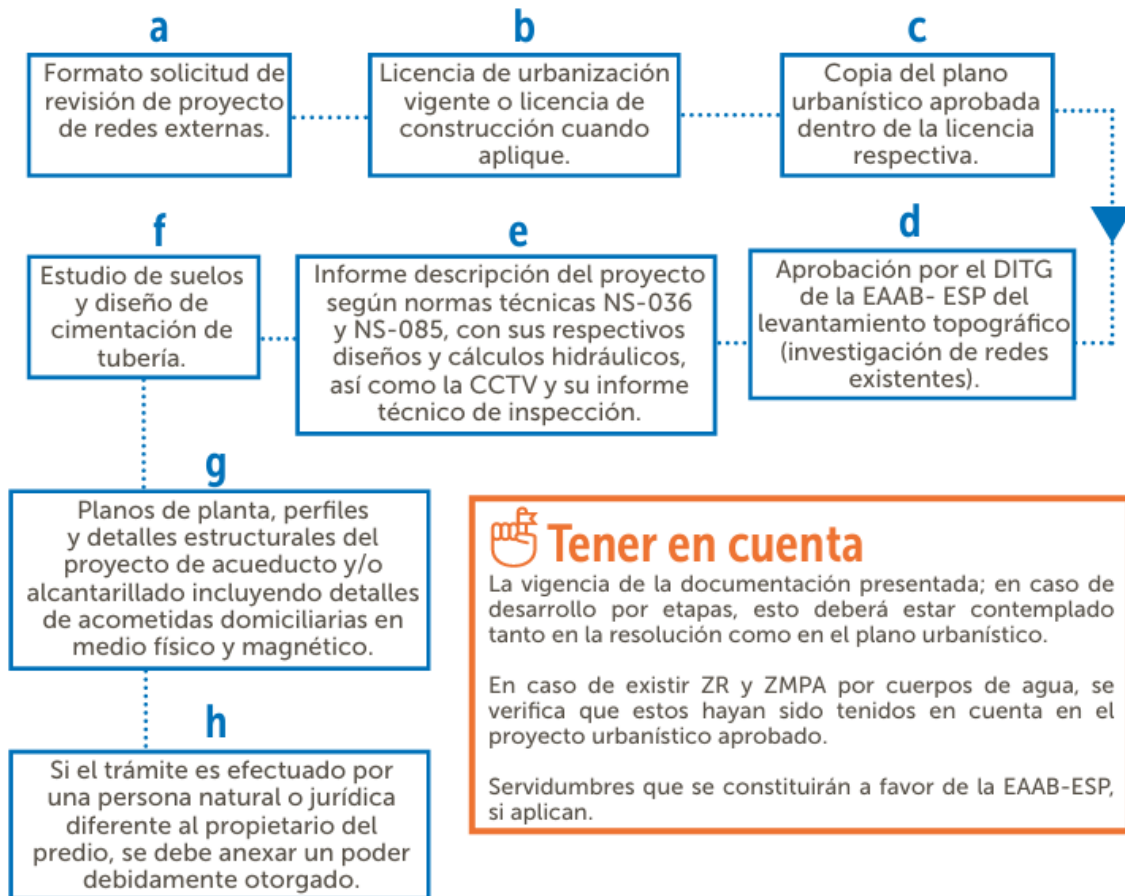 a
Formato solicitud de
revisión de proyecto
de redes externas.
b
Licencia de urbanización
vigente o licencia de
construcción cuando
aplique.
c
Copia del plano
urbanístico aprobada
dentro de la licencia
respectiva.
d
Aprobación por el DITG
de la EAAB- ESP del
levantamiento topográfico
(investigación de redes
existentes).
e
Informe descripción del proyecto
según normas técnicas NS-036
y NS-085, con sus respectivos
diseños y cálculos hidráulicos,
así como la CCTV y su informe
técnico de inspección.
f
Estudio de suelos
y diseño de
cimentación de
tubería.
g
Planos de planta, perfiles
y detalles estructurales del
proyecto de acueducto y/o
alcantarillado incluyendo detalles
de acometidas domiciliarias en
medio físico y magnético.
h
Si el trámite es efectuado por
una persona natural o jurídica
diferente al propietario del
predio, se debe anexar un poder
debidamente otorgado.
Tener en cuenta
La vigencia de la documentación presentada; en caso de
desarrollo por etapas, esto deberá estar contemplado
tanto en la resolución como en el plano urbanístico.
En caso de existir ZR y ZMPA por cuerpos de agua, se
verifica que estos hayan sido tenidos en cuenta en el
proyecto urbanístico aprobado.
Servidumbres que se constituirán a favor de la EAAB-ESP,
si aplican.